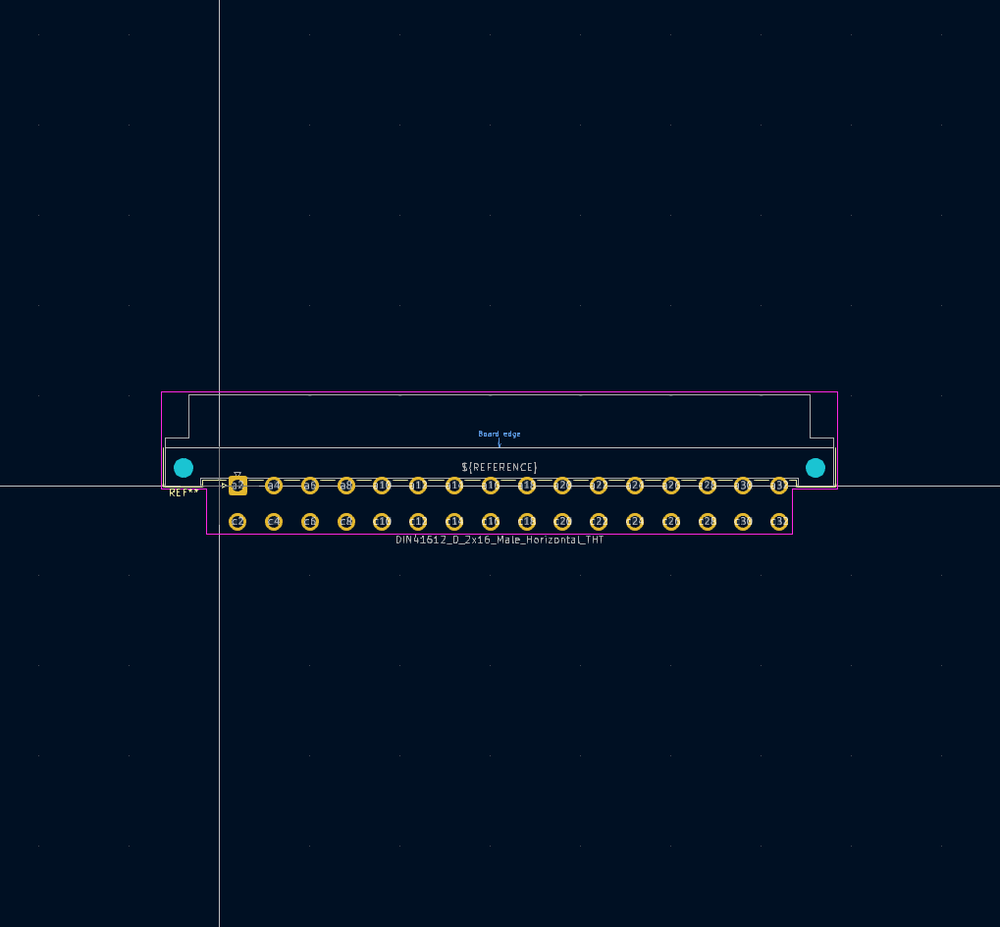 Board edge
${REFERENCE}
a2 a4 a6 a8 a10 a12 a14 a16 a18 a20 a22 a24 a26 a28 a30 a32
REF**
c2 c4 c6 c8 c10 c12 c14 c16 c18 c20 c22 c24 c26 c28 c30 c32
DIN41612_D_2x16_Male_Horizontal_THT